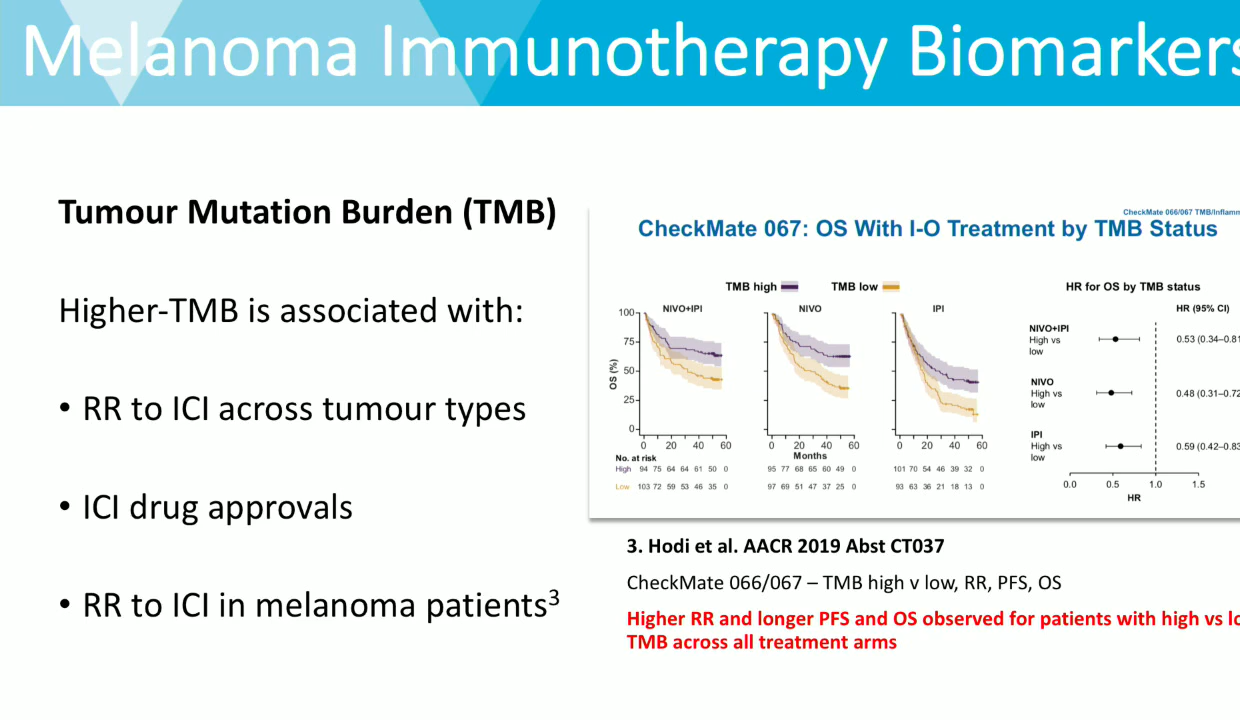 Melanoma Immunotherapy Biomarkers
Tumour Mutation Burden (TMB)
Higher-TMB is associated with:
• RR to ICI across tumour types
• ICI drug approvals
• RR to ICI in melanoma patients³
CheckMate 066/067 TMB/Inflamm
CheckMate 067: OS With I-O Treatment by TMB Status
TMB high
TMB low
HR for OS by TMB status
NIVO+IPI
NIVO
IPI
OS (%)
100
75
50
25
0
0 20 40 60
0 20 40 60
0 20 40 60
Months
No. at risk
High 94 75 64 64 61 50 0
95 77 68 65 60 49 0
101 70 54 46 39 32 0
Low 103 72 59 53 46 35 0
97 69 51 47 37 25 0
93 63 36 21 18 13 0
HR (95% CI)
NIVO+IPI
High vs
low
0.53 (0.34–0.81
NIVO
High vs
low
0.48 (0.31–0.72
IPI
High vs
low
0.59 (0.42–0.83
0.0 0.5 1.0 1.5
HR
3. Hodi et al. AACR 2019 Abst CT037
CheckMate 066/067 – TMB high v low, RR, PFS, OS
Higher RR and longer PFS and OS observed for patients with high vs lo
TMB across all treatment arms